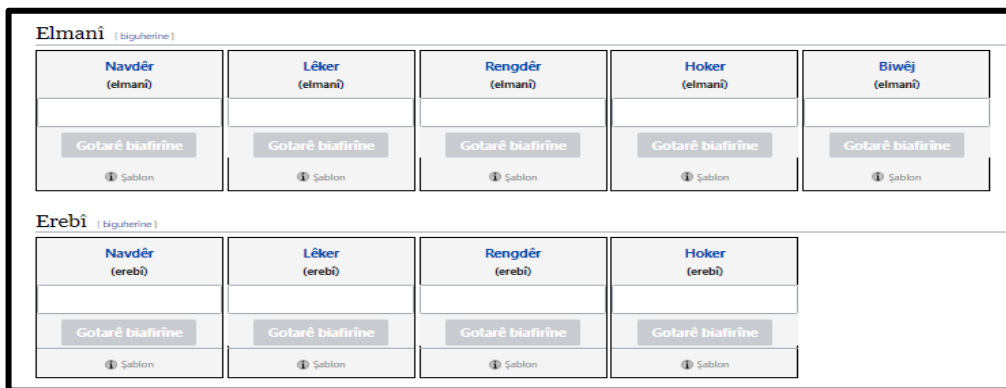 Elmanî [ biguherîne ]
Navdêr Lêker Rengdêr Hoker Biwêj
(elmanî) (elmanî) (elmanî) (elmanî) (elmanî)
Gotarê biafirîne Gotarê biafirîne Gotarê biafirîne Gotarê biafirîne Gotarê biafirîne
Şablon Şablon Şablon Şablon Şablon
Erebî [ biguherîne ]
Navdêr Lêker Rengdêr Hoker
(erebî) (erebî) (erebî) (erebî)
Gotarê biafirîne Gotarê biafirîne Gotarê biafirîne Gotarê biafirîne
Şablon Şablon Şablon Şablon